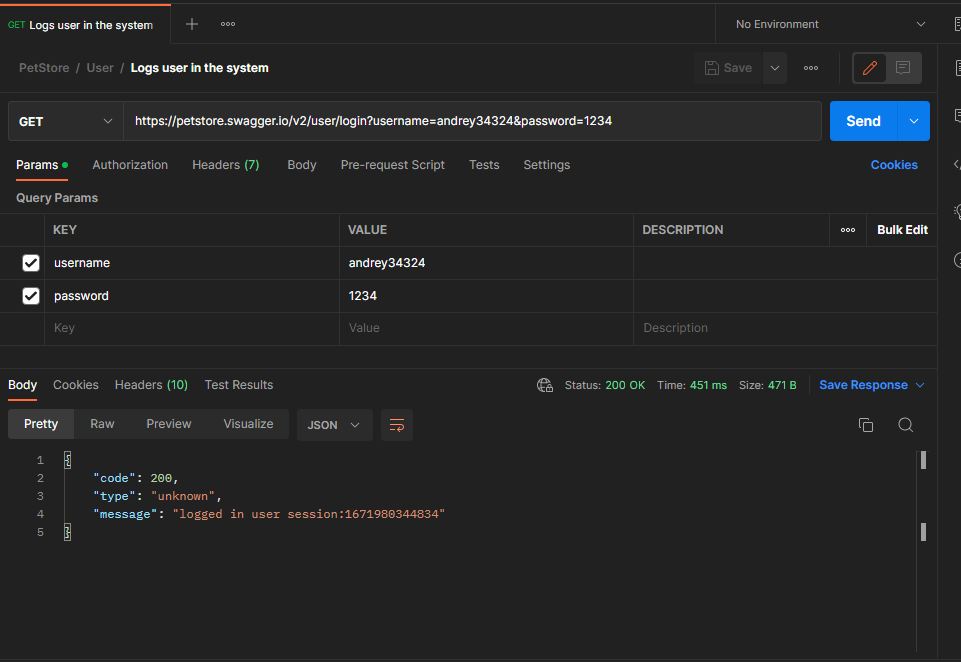 GET Logs user in the system
No Environment
PetStore / User / Logs user in the system
Save
GET https://petstore.swagger.io/v2/user/login?username=andrey34324&password=1234 Send
Params Authorization Headers (7) Body Pre-request Script Tests Settings Cookies
Query Params
KEY VALUE DESCRIPTION Bulk Edit
username andrey34324
password 1234
Key Value Description
Body Cookies Headers (10) Test Results Status: 200 OK Time: 451 ms Size: 471 B Save Response
Pretty Raw Preview Visualize JSON
1 {
2 "code": 200,
3 "type": "unknown",
4 "message": "logged in user session:1671980344834"
5 }